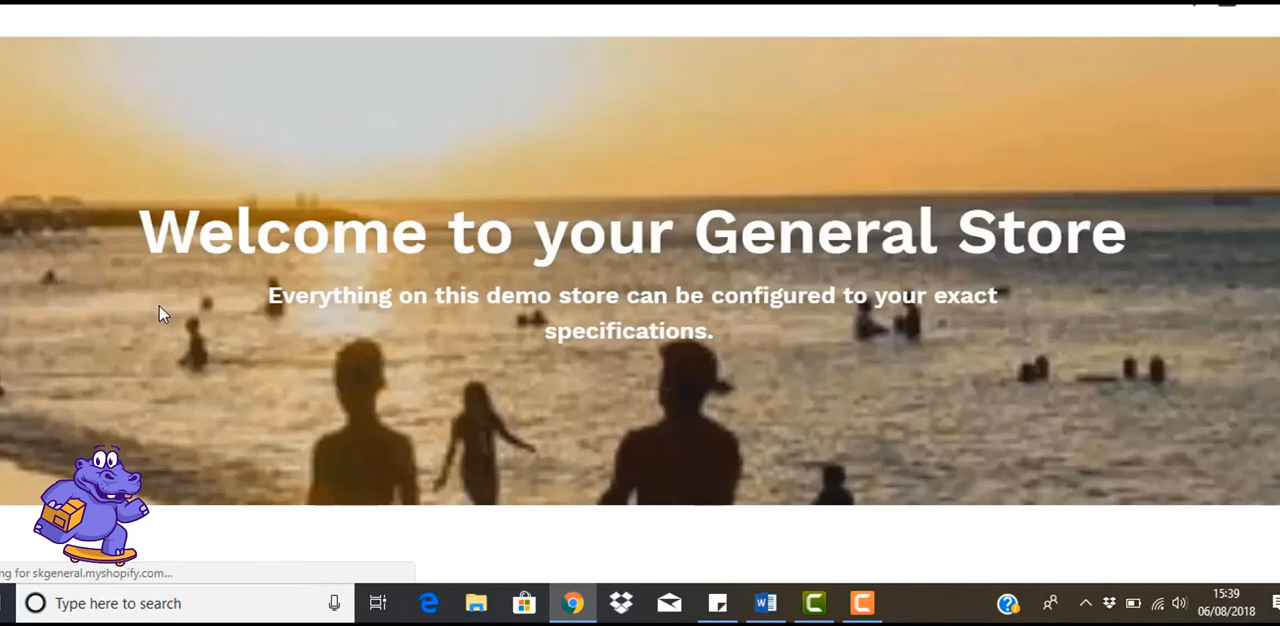 Welcome to your General Store
Everything on this demo store can be configured to your exact
specifications.
ng for skgeneral.myshopify.com...
Type here to search
15:39
06/08/2018